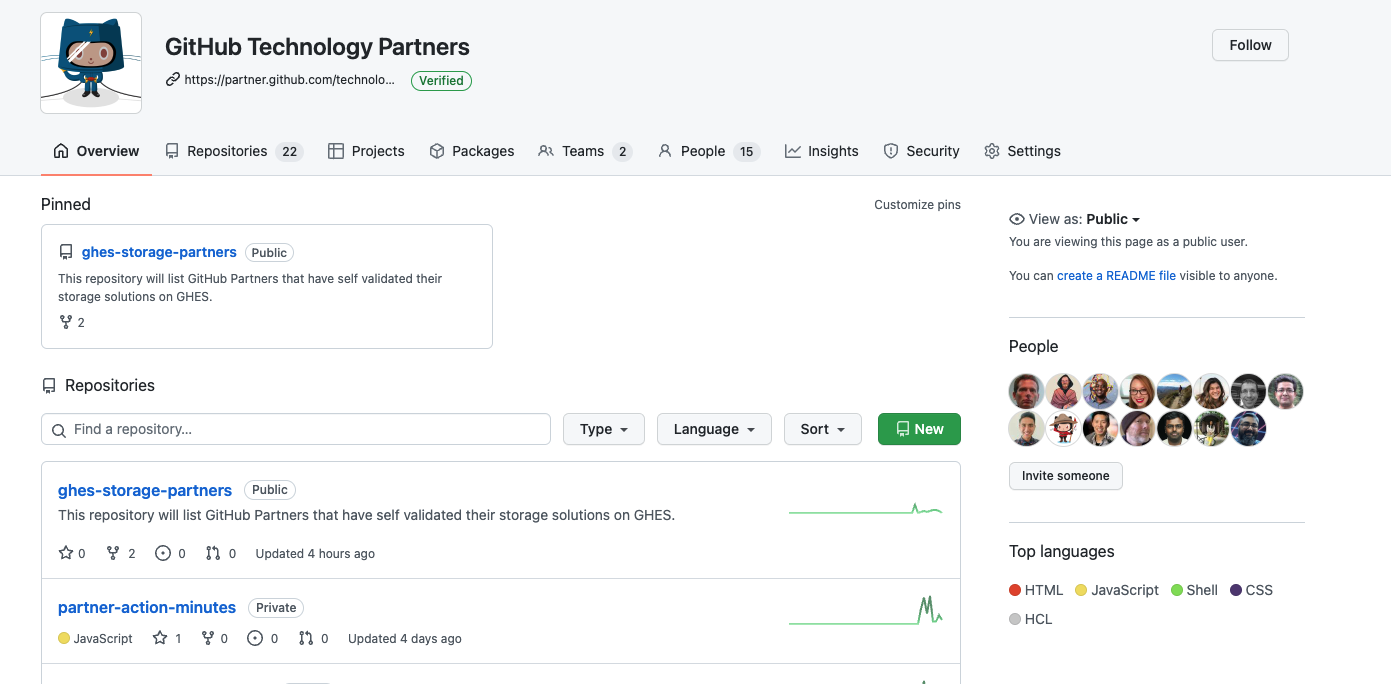 GitHub Technology Partners
Follow
https://partner.github.com/technolo...
Verified
Overview Repositories 22 Projects Packages Teams 2 People 15 Insights Security Settings
Pinned
Customize pins
ghes-storage-partners Public
This repository will list GitHub Partners that have self validated their
storage solutions on GHES.
2
Repositories
Find a repository...
Type
Language
Sort
New
ghes-storage-partners Public
This repository will list GitHub Partners that have self validated their storage solutions on GHES.
0 2 0 0 Updated 4 hours ago
partner-action-minutes Private
JavaScript 1 0 0 0 Updated 4 days ago
View as: Public
You are viewing this page as a public user.
You can create a README file visible to anyone.
People
Invite someone
Top languages
HTML JavaScript Shell CSS
HCL